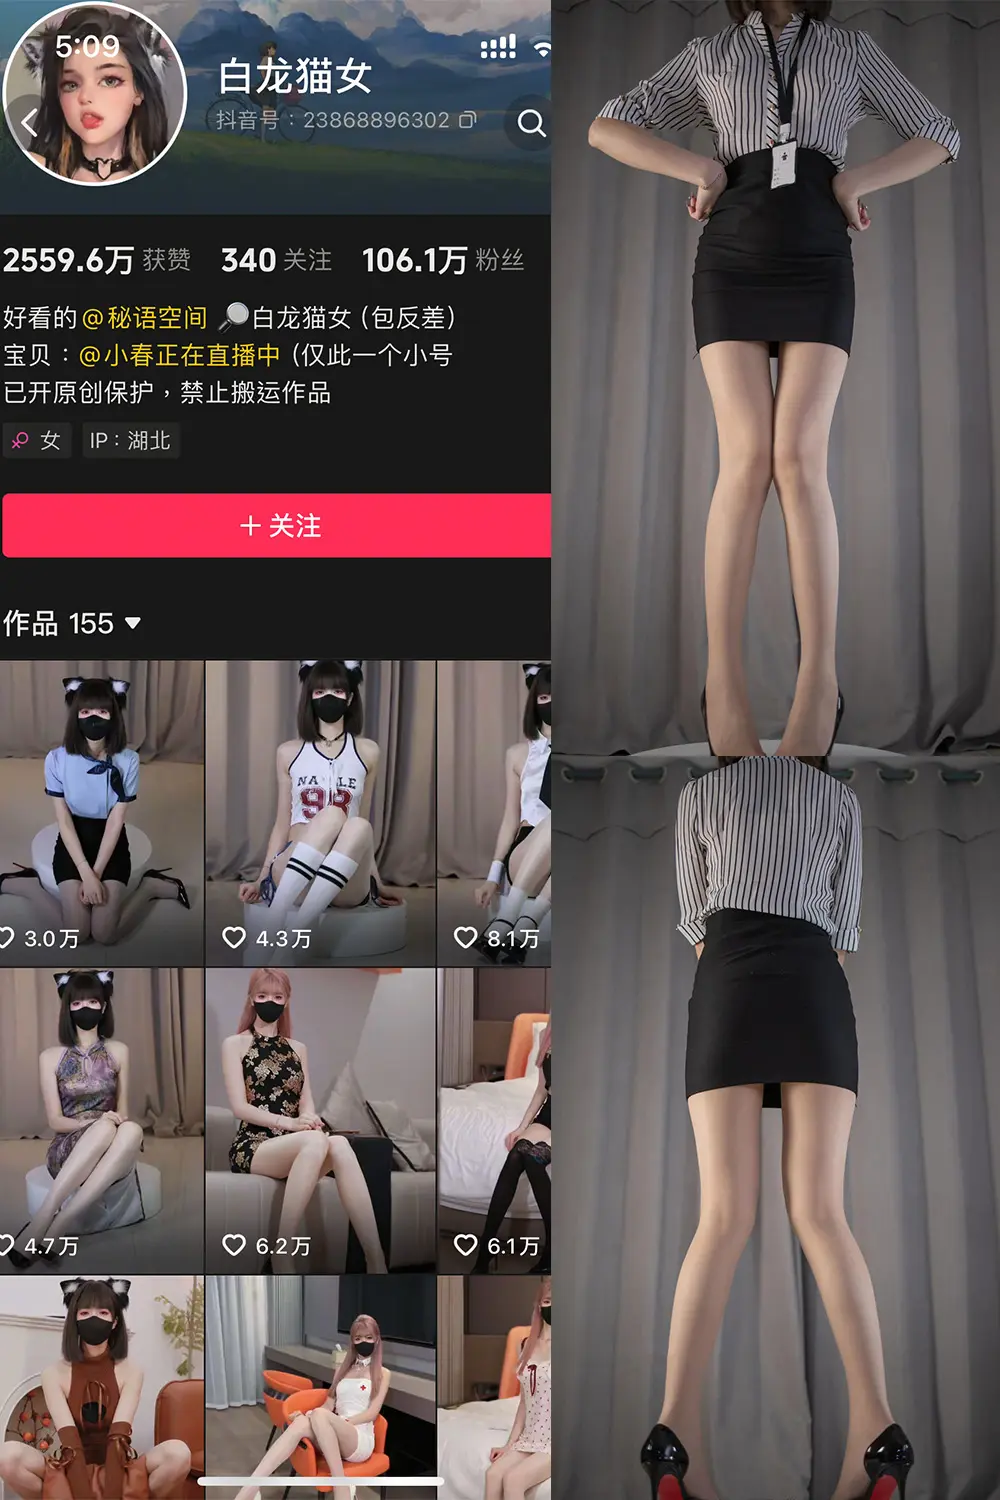 5:09
白龙猫女
抖音号：23868896302
2559.6万 获赞 340 关注 106.1万 粉丝
好看的@秘语空间 🔎白龙猫女 (包反差)
宝贝：@小春正在直播中 (仅此一个小号
已开原创保护，禁止搬运作品
女 IP：湖北
＋关注
作品 155
3.0万
4.3万
8.1万
4.7万
6.2万
6.1万